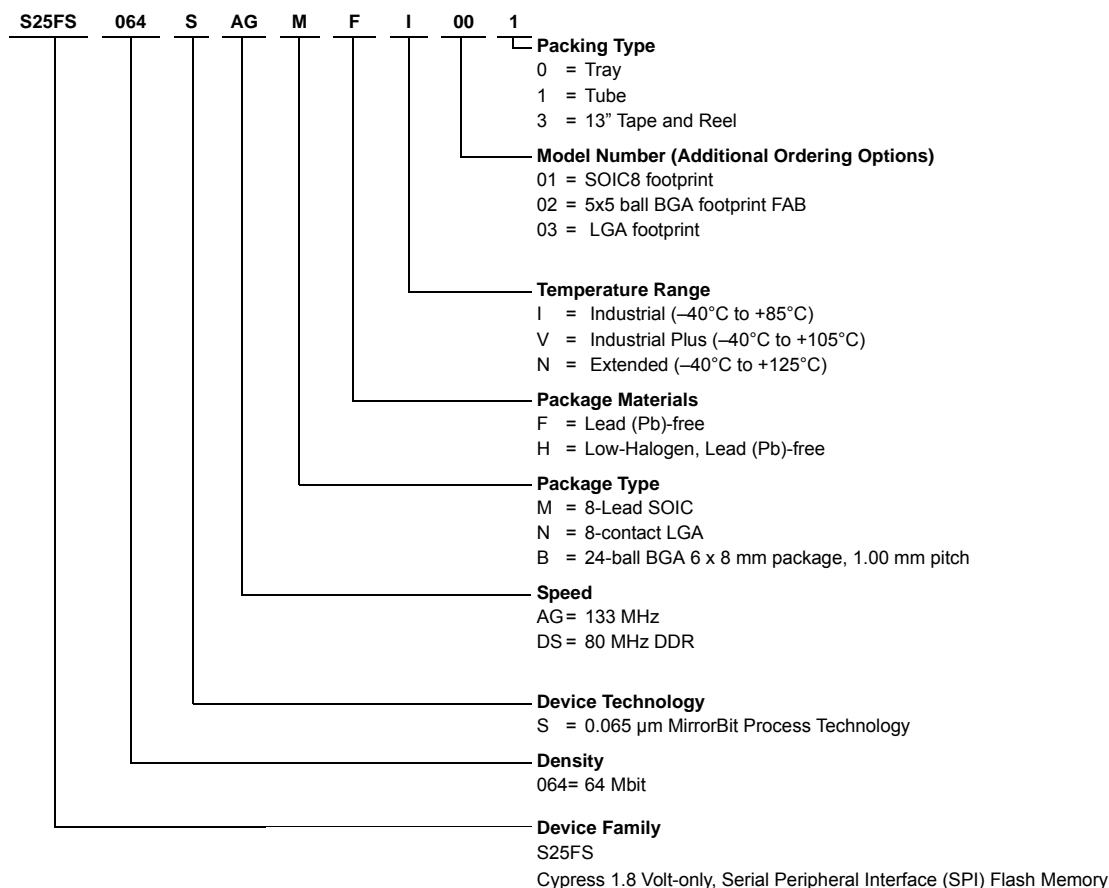 S25FS 064 S AG M F I 00 1
Packing Type
0 = Tray
1 = Tube
3 = 13” Tape and Reel
Model Number (Additional Ordering Options)
01 = SOIC8 footprint
02 = 5x5 ball BGA footprint FAB
03 = LGA footprint
Temperature Range
I = Industrial (–40°C to +85°C)
V = Industrial Plus (–40°C to +105°C)
N = Extended (–40°C to +125°C)
Package Materials
F = Lead (Pb)-free
H = Low-Halogen, Lead (Pb)-free
Package Type
M = 8-Lead SOIC
N = 8-contact LGA
B = 24-ball BGA 6 x 8 mm package, 1.00 mm pitch
Speed
AG= 133 MHz
DS = 80 MHz DDR
Device Technology
S = 0.065 µm MirrorBit Process Technology
Density
064= 64 Mbit
Device Family
S25FS
Cypress 1.8 Volt-only, Serial Peripheral Interface (SPI) Flash Memory